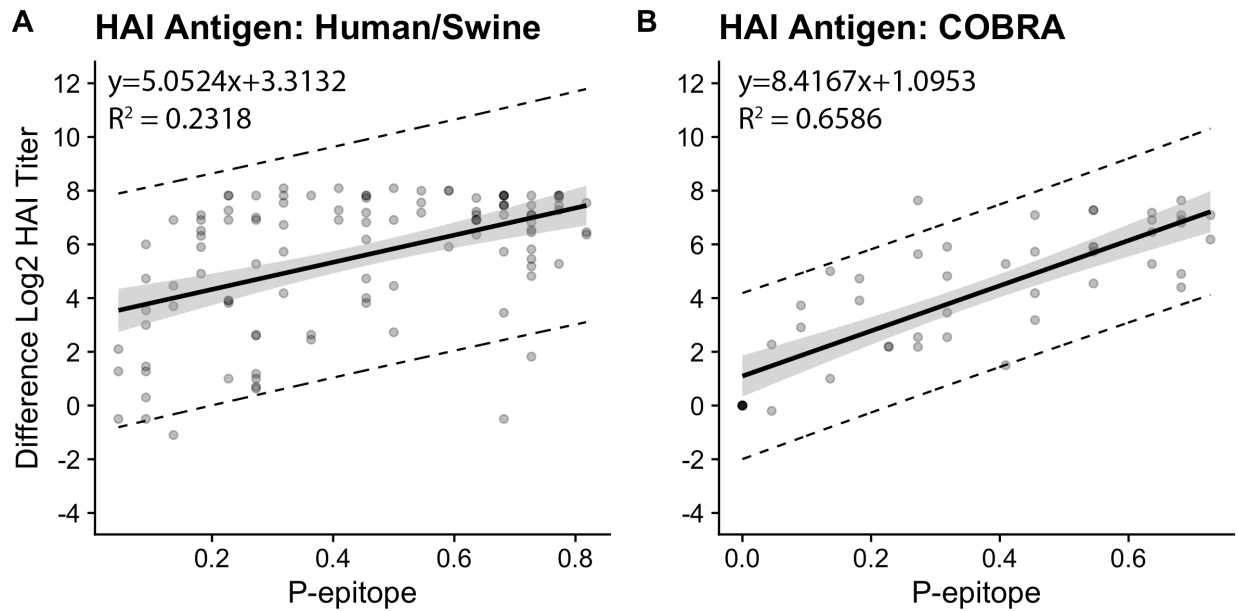 A HAI Antigen: Human/Swine
y=5.0524x+3.3132
R² = 0.2318
Difference Log2 HAI Titer
12
10
8
6
4
2
0
-2
-4
0.2 0.4 0.6 0.8
P-epitope
B HAI Antigen: COBRA
y=8.4167x+1.0953
R² = 0.6586
12
10
8
6
4
2
0
-2
-4
0.0 0.2 0.4 0.6
P-epitope